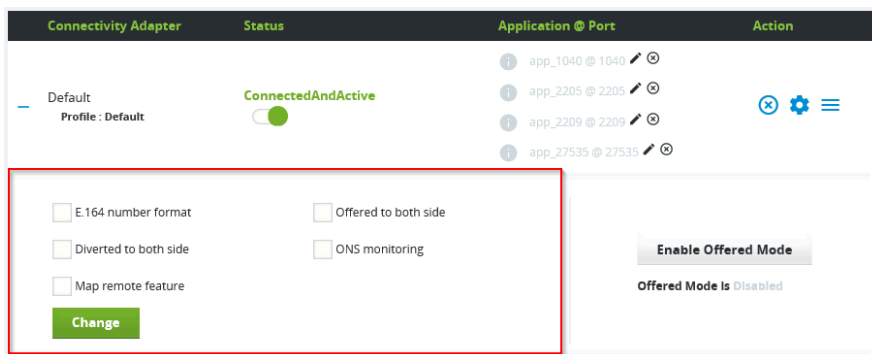 Connectivity Adapter Status Application @ Port Action
app_1040 @ 1040
Default ConnectedAndActive app_2205 @ 2205
Profile : Default app_2209 @ 2209
app_27535 @ 27535
E.164 number format Offered to both side
Diverted to both side ONS monitoring Enable Offered Mode
Map remote feature Offered Mode is Disabled
Change